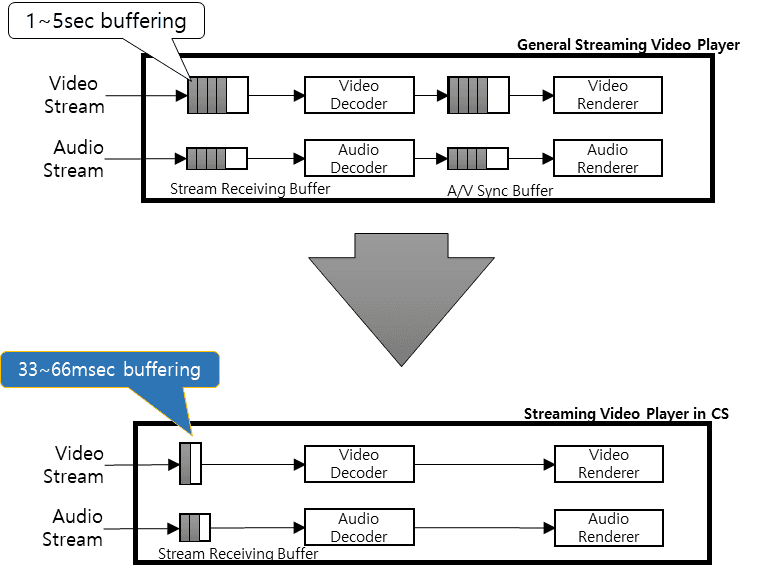 1~5sec buffering
General Streaming Video Player
Video
Stream
Video
Decoder
Video
Renderer
Audio
Stream
Audio
Decoder
Audio
Renderer
Stream Receiving Buffer
A/V Sync Buffer
33~66msec buffering
Streaming Video Player in CS
Video
Stream
Video
Decoder
Video
Renderer
Audio
Stream
Audio
Decoder
Audio
Renderer
Stream Receiving Buffer